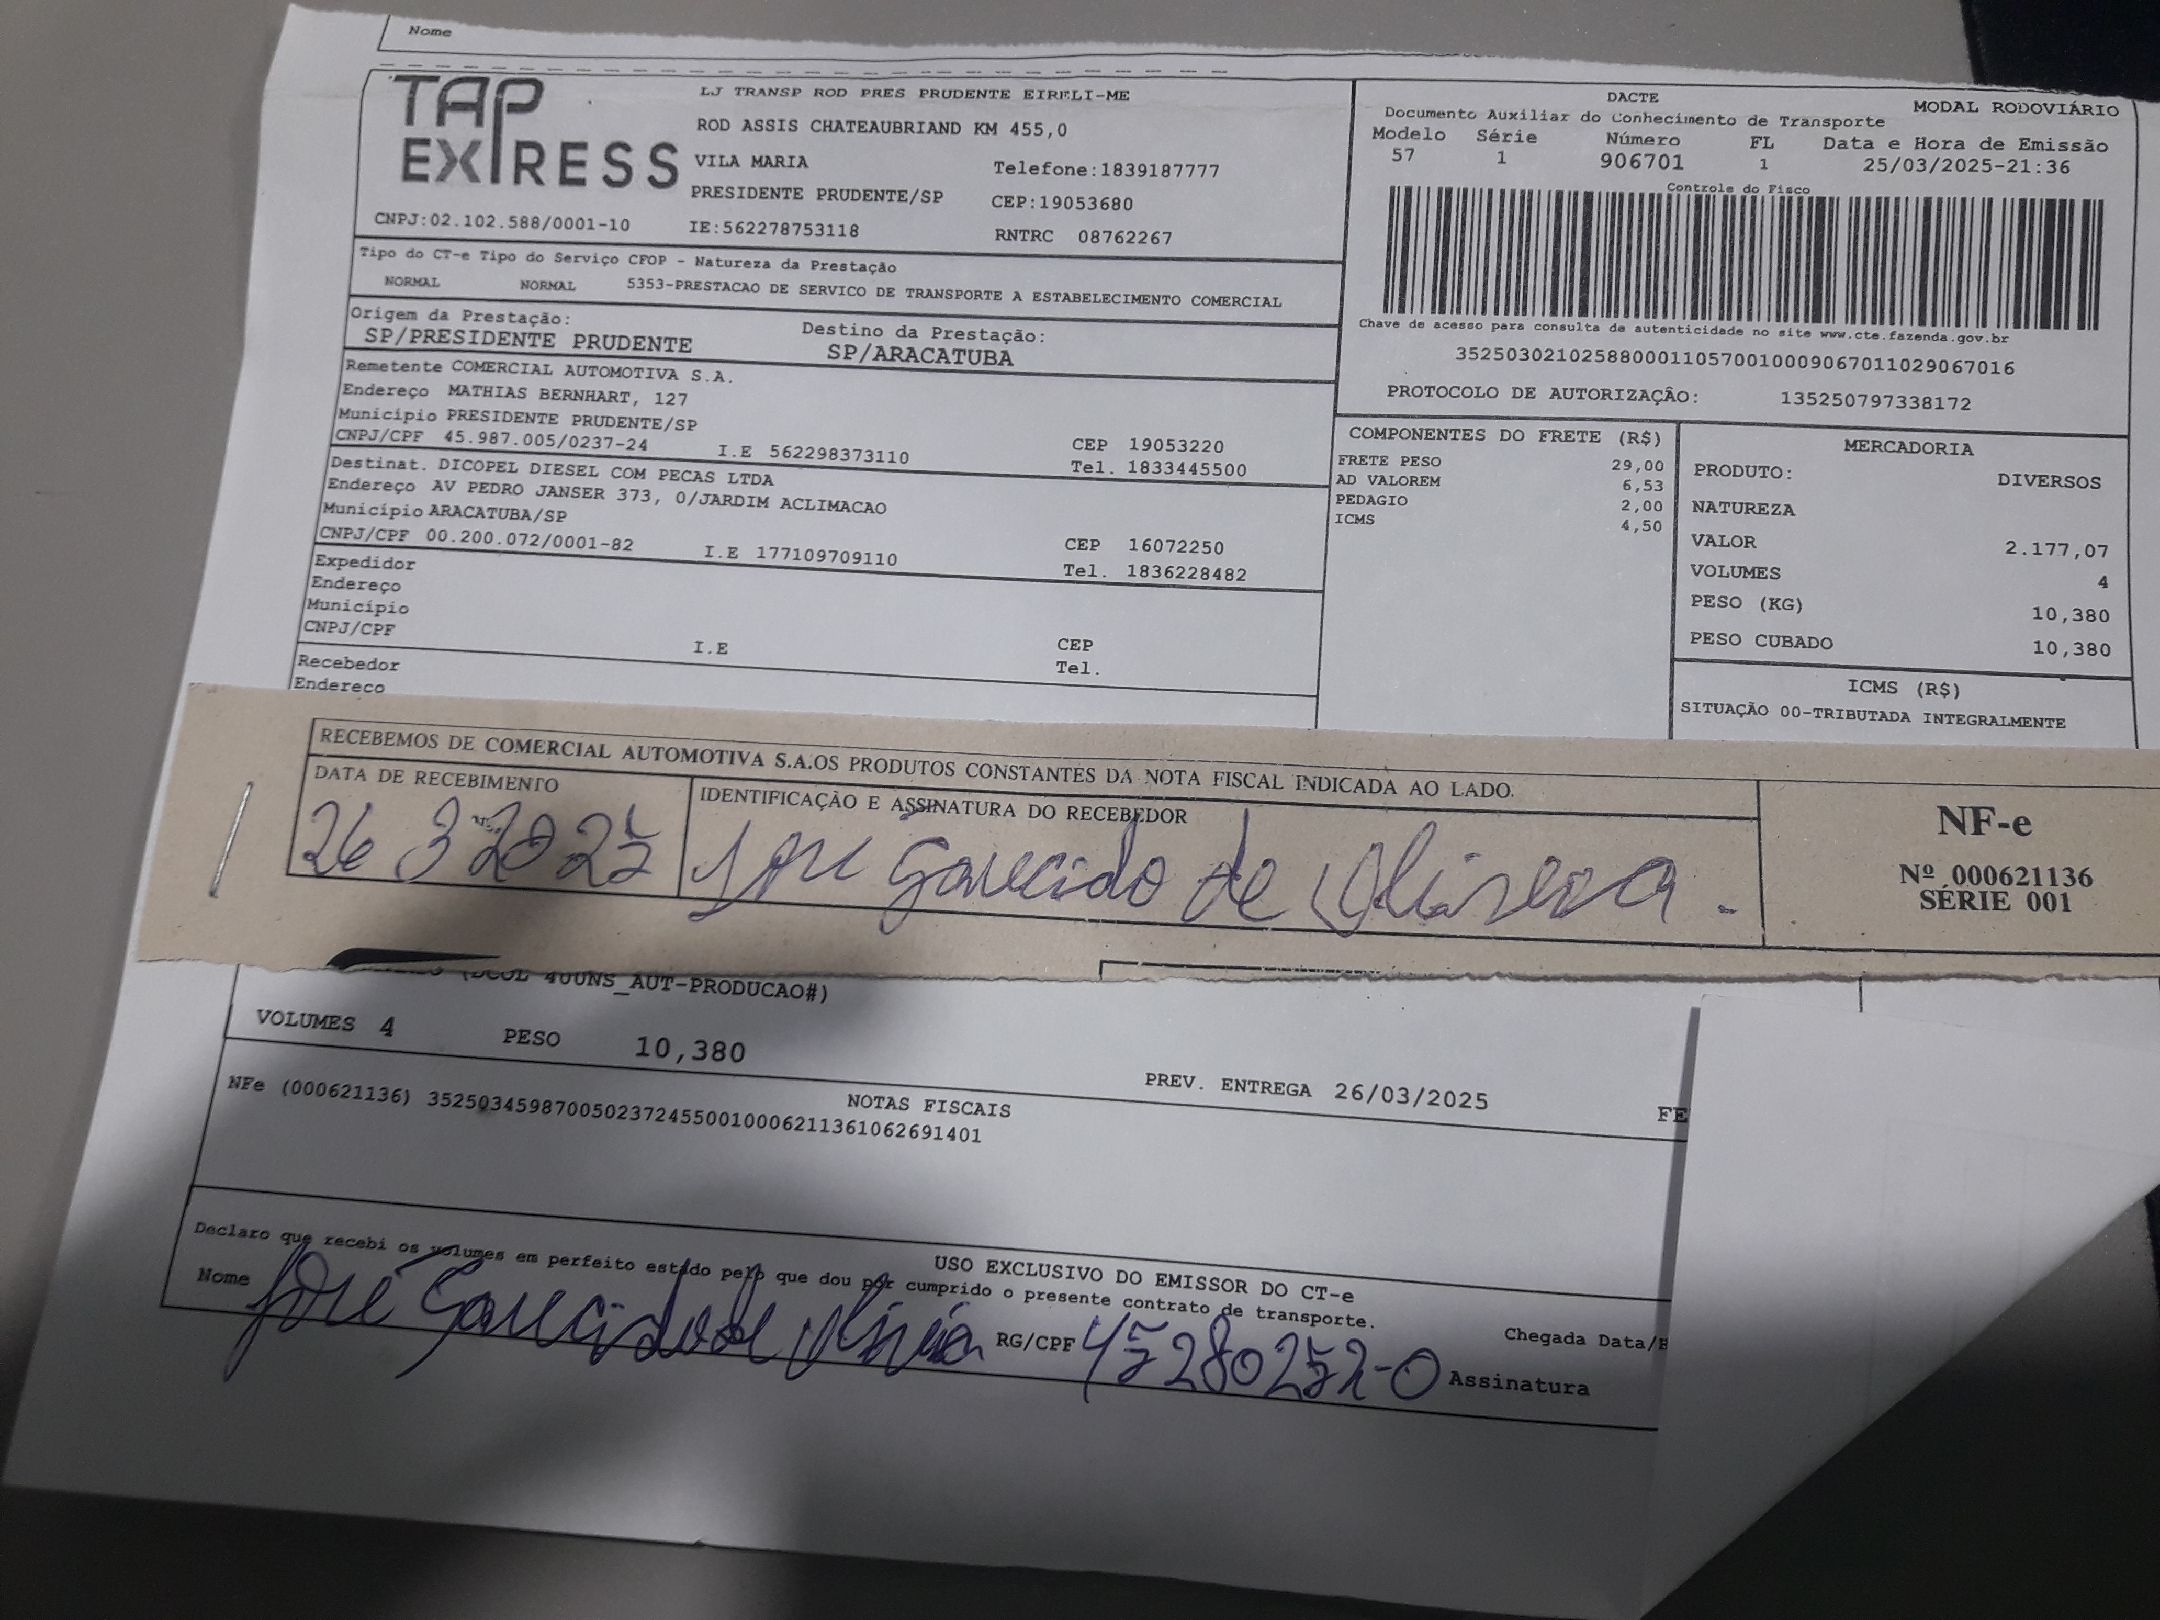 Nome
TAP EXPRESS
LJ TRANSP ROD PRES PRUDENTE EIRELI-ME
ROD ASSIS CHATEAUBRIAND KM 455,0
VILA MARIA Telefone:1839187777
PRESIDENTE PRUDENTE/SP CEP:19053680
CNPJ:02.102.588/0001-10 IE:562278753118 RNTRC 08762267
DACTE MODAL RODOVIÁRIO
Documento Auxiliar do Conhecimento de Transporte
Modelo Série Número FL Data e Hora de Emissão
57 1 906701 1 25/03/2025-21:36
Controle do Fisco
Chave de acesso para consulta de autenticidade no site www.cte.fazenda.gov.br
35250302102588000110570010009067011029067016
PROTOCOLO DE AUTORIZAÇÂO: 135250797338172
Tipo do CT-e Tipo do Serviço CFOP - Natureza da Prestação
NORMAL NORMAL 5353-PRESTACAO DE SERVICO DE TRANSPORTE A ESTABELECIMENTO COMERCIAL
Origem da Prestação: Destino da Prestação:
SP/PRESIDENTE PRUDENTE SP/ARACATUBA
Remetente COMERCIAL AUTOMOTIVA S.A.
Endereço MATHIAS BERNHART, 127
Município PRESIDENTE PRUDENTE/SP CEP 19053220
CNPJ/CPF 45.987.005/0237-24 I.E 562298373110 Tel. 1833445500
Destinat. DICOPEL DIESEL COM PECAS LTDA
Endereço AV PEDRO JANSER 373, 0/JARDIM ACLIMACAO
Município ARACATUBA/SP CEP 16072250
CNPJ/CPF 00.200.072/0001-82 I.E 177109709110 Tel. 1836228482
Expedidor
Endereço
Município CEP
CNPJ/CPF I.E Tel.
Recebedor
Endereco
COMPONENTES DO FRETE (R$)
FRETE PESO 29,00
AD VALOREM 6,53
PEDAGIO 2,00
ICMS 4,50
MERCADORIA
PRODUTO: DIVERSOS
NATUREZA
VALOR 2.177,07
VOLUMES 4
PESO (KG) 10,380
PESO CUBADO 10,380
ICMS (R$)
SITUAÇÃO 00-TRIBUTADA INTEGRALMENTE
RECEBEMOS DE COMERCIAL AUTOMOTIVA S.A.OS PRODUTOS CONSTANTES DA NOTA FISCAL INDICADA AO LADO.
DATA DE RECEBIMENTO IDENTIFICAÇÃO E ASSINATURA DO RECEBEDOR
26 3 2025 José Garecido de Oliveira.
NF-e
Nº 000621136
SÉRIE 001
(DCOL 400NS_AUT-PRODUCAO#)
VOLUMES 4 PESO 10,380 PREV. ENTREGA 26/03/2025 FE
NOTAS FISCAIS
NFe (000621136) 35250345987005023724550010006211361062691401
USO EXCLUSIVO DO EMISSOR DO CT-e
Declaro que recebi os volumes em perfeito estado pelo que dou por cumprido o presente contrato de transporte.
Nome José Garecido de Oliveira RG/CPF 45280252-0 Assinatura
Chegada Data/H